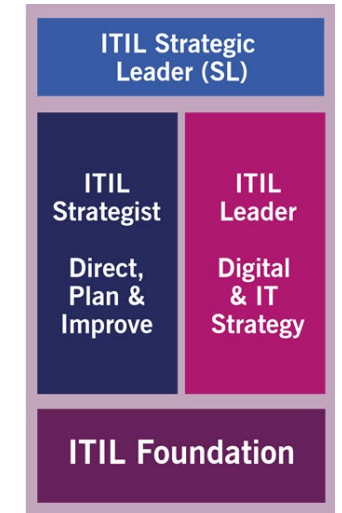 ITIL Strategic
Leader (SL)
ITIL
Strategist
Direct,
Plan &
Improve
ITIL
Leader
Digital
& IT
Strategy
ITIL Foundation